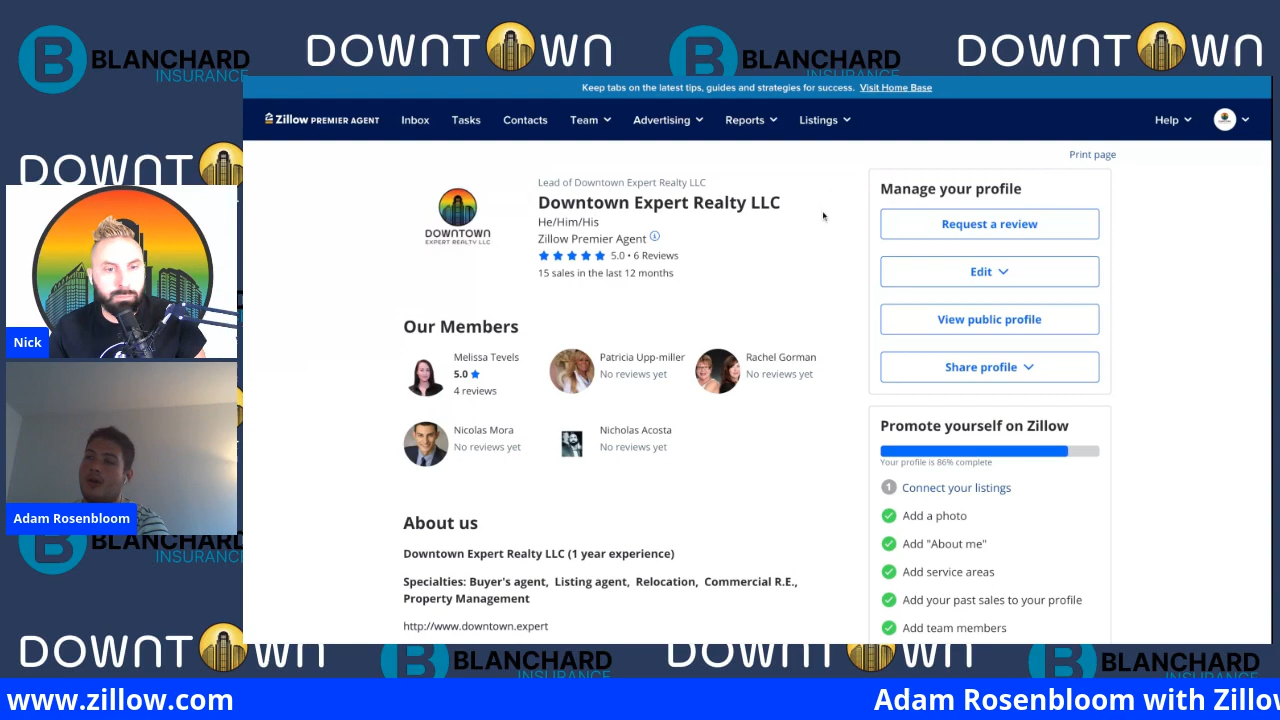 BLANCHARD
INSURANCE
DOWNTOWN
BLANCHARD
INSURANCE
DOWNTOWN
Keep tabs on the latest tips, guides and strategies for success. Visit Home Base
Zillow PREMIER AGENT
Inbox
Tasks
Contacts
Team
Advertising
Reports
Listings
Help
DOWNTOWN
Nick
Adam Rosenbloom
Print page
DOWNTOWN
EXPERT REALTY LLC
Lead of Downtown Expert Realty LLC
Downtown Expert Realty LLC
He/Him/His
Zillow Premier Agent
5.0 • 6 Reviews
15 sales in the last 12 months
Our Members
Melissa Tevels
5.0
4 reviews
Patricia Upp-miller
No reviews yet
Rachel Gorman
No reviews yet
Nicolas Mora
No reviews yet
Nicholas Acosta
No reviews yet
About us
Downtown Expert Realty LLC (1 year experience)
Specialties: Buyer's agent, Listing agent, Relocation, Commercial R.E.,
Property Management
http://www.downtown.expert
Manage your profile
Request a review
Edit
View public profile
Share profile
Promote yourself on Zillow
Your profile is 86% complete
1 Connect your listings
Add a photo
Add "About me"
Add service areas
Add your past sales to your profile
Add team members
BLANCHARD
INSURANCE
DOWNTOWN
BLANCHARD
INSURANCE
DOWNTOWN
BLANCHARD
INSURANCE
www.zillow.com
Adam Rosenbloom with Zillow